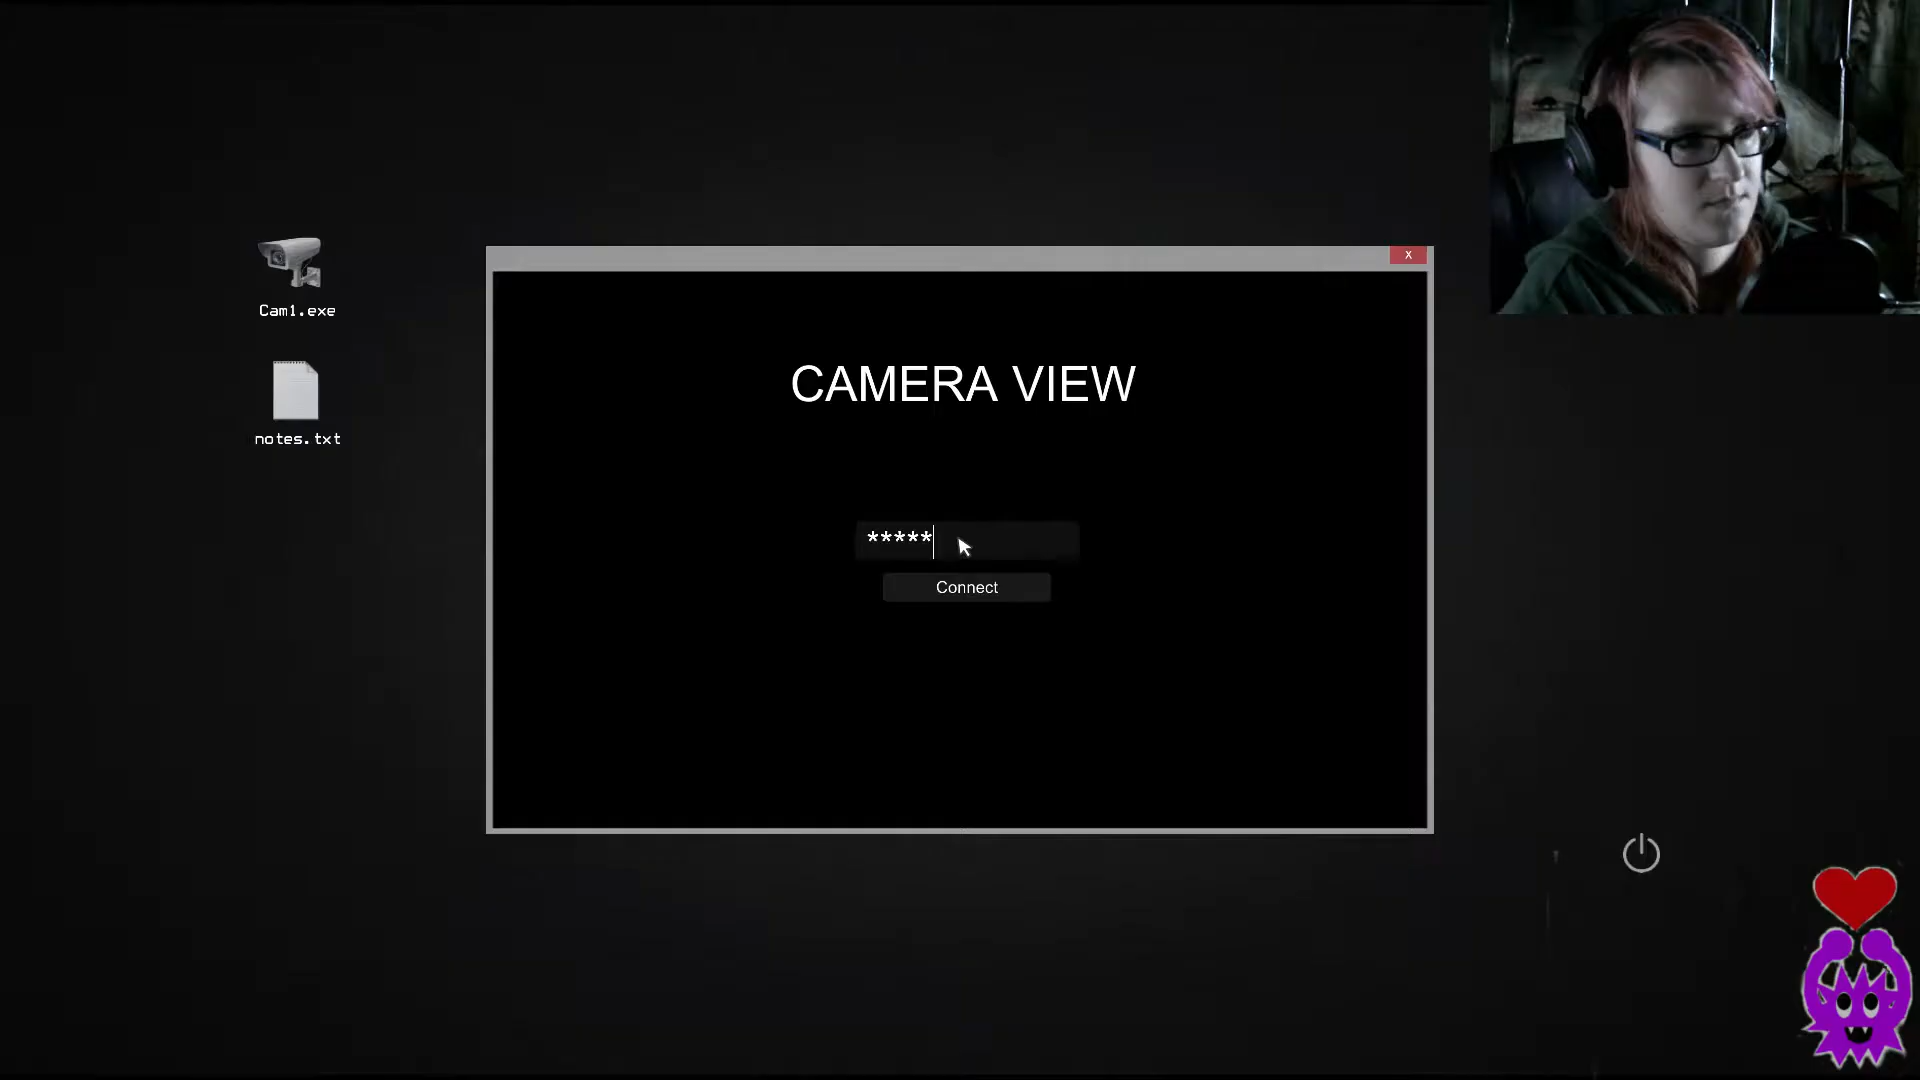 X
Cam1.exe
CAMERA VIEW
notes.txt
*****
Connect